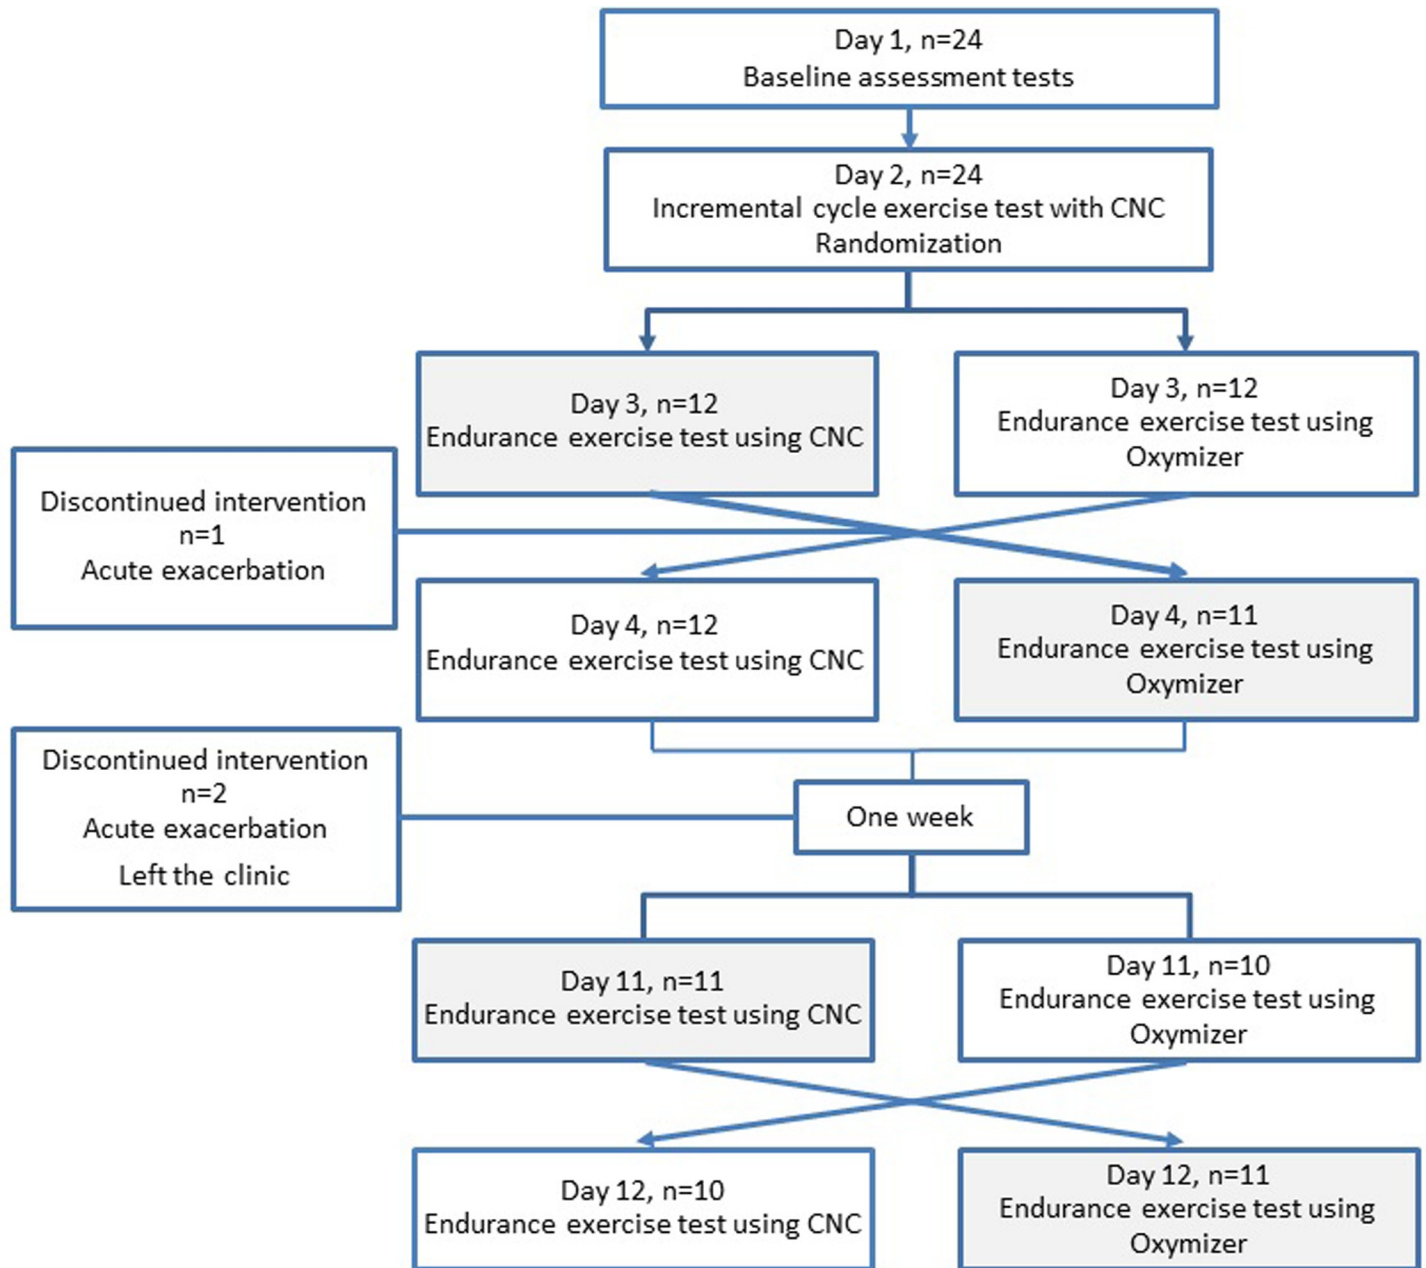 Day 1, n=24
Baseline assessment tests
Day 2, n=24
Incremental cycle exercise test with CNC
Randomization
Day 3, n=12
Endurance exercise test using CNC
Day 3, n=12
Endurance exercise test using
Oxymizer
Discontinued intervention
n=1
Acute exacerbation
Day 4, n=12
Endurance exercise test using CNC
Day 4, n=11
Endurance exercise test using
Oxymizer
Discontinued intervention
n=2
Acute exacerbation
Left the clinic
One week
Day 11, n=11
Endurance exercise test using CNC
Day 11, n=10
Endurance exercise test using
Oxymizer
Day 12, n=10
Endurance exercise test using CNC
Day 12, n=11
Endurance exercise test using
Oxymizer